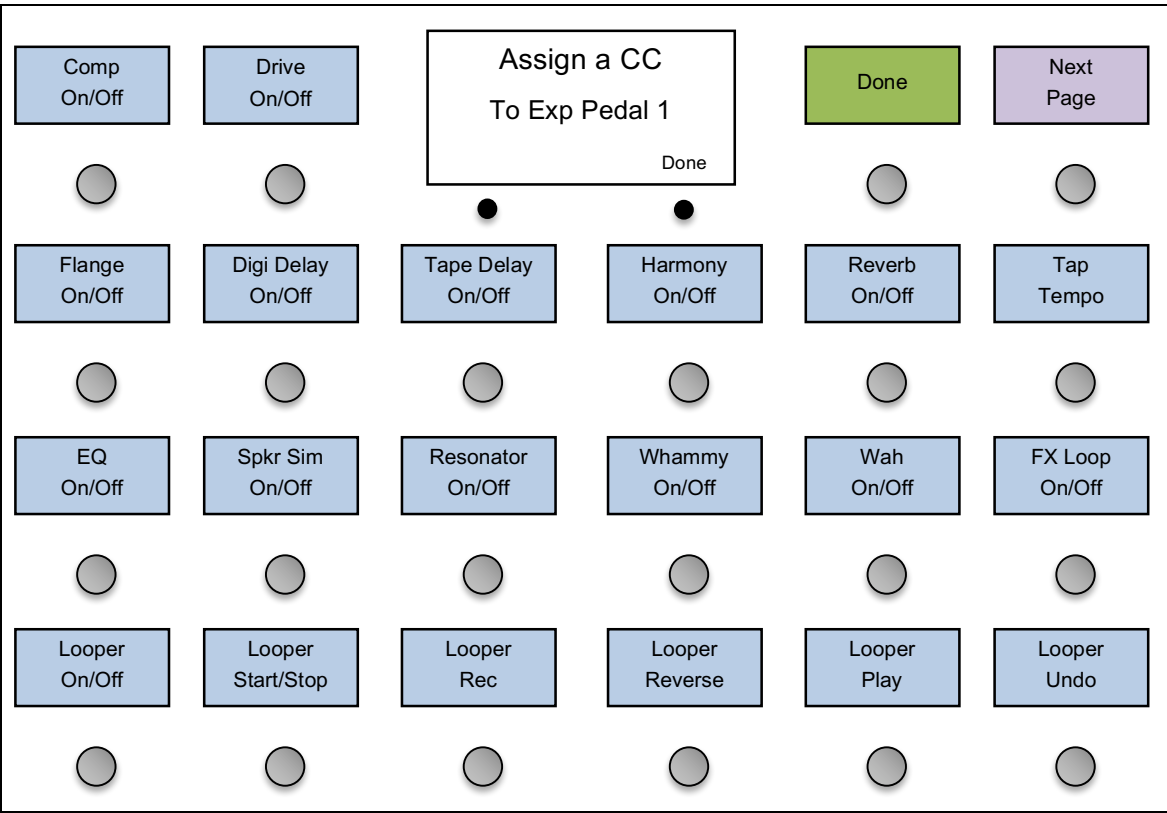 Comp
On/Off
Drive
On/Off
Assign a CC
To Exp Pedal 1
Done
Done
Next
Page
Flange
On/Off
Digi Delay
On/Off
Tape Delay
On/Off
Harmony
On/Off
Reverb
On/Off
Tap
Tempo
EQ
On/Off
Spkr Sim
On/Off
Resonator
On/Off
Whammy
On/Off
Wah
On/Off
FX Loop
On/Off
Looper
On/Off
Looper
Start/Stop
Looper
Rec
Looper
Reverse
Looper
Play
Looper
Undo